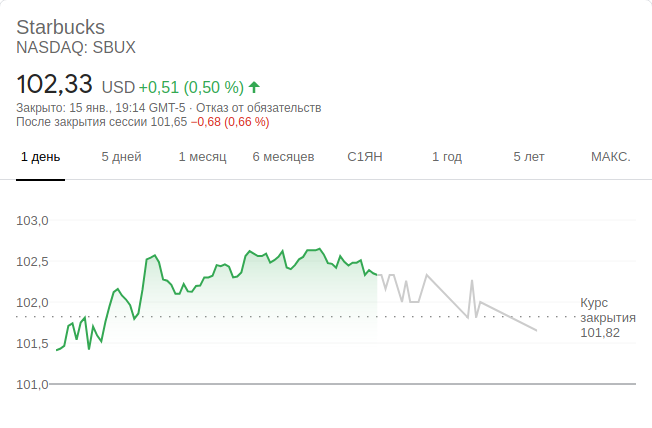 Starbucks
NASDAQ: SBUX
102,33 USD +0,51 (0,50 %)
Закрыто: 15 янв., 19:14 GMT-5 · Отказ от обязательств
После закрытия сессии 101,65 −0,68 (0,66 %)
1 день 5 дней 1 месяц 6 месяцев С1ЯН 1 год 5 лет МАКС.
103,0
102,5
102,0
101,5
101,0
Курс
закрытия
101,82